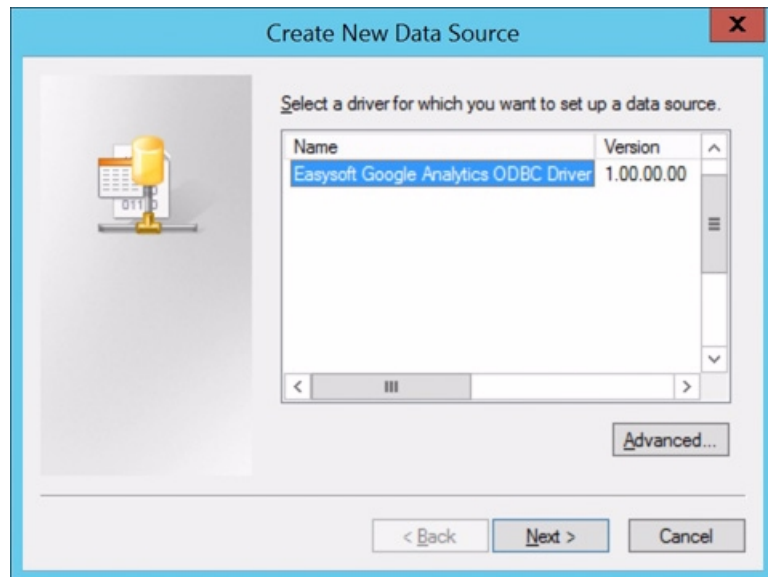 Create New Data Source
X
Select a driver for which you want to set up a data source.
Name Version
Easysoft Google Analytics ODBC Driver 1.00.00.00
Advanced...
< Back Next > Cancel